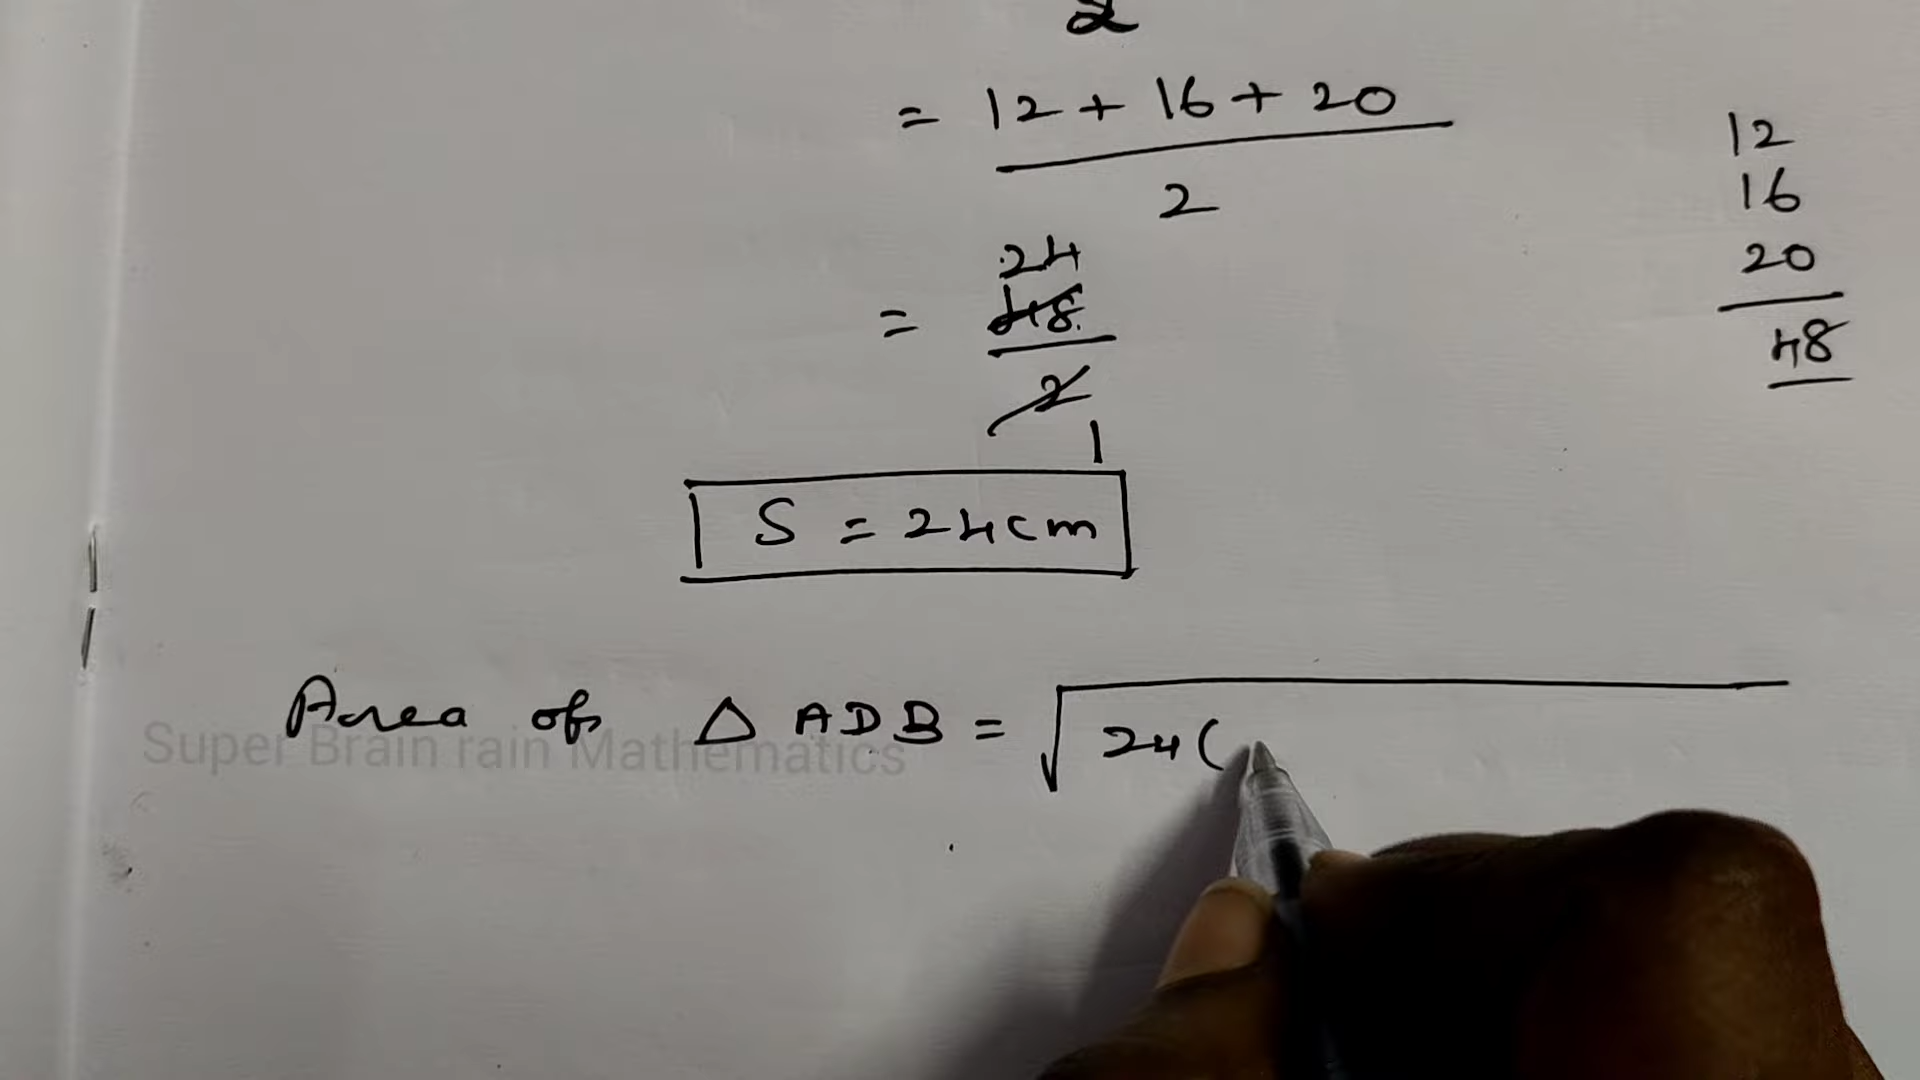 2
= 12 + 16 + 20
2
12
16
20
48
24
= 48
2
1
S = 24cm
Area of △ ADB = √24(
Super Brain rain Mathematics